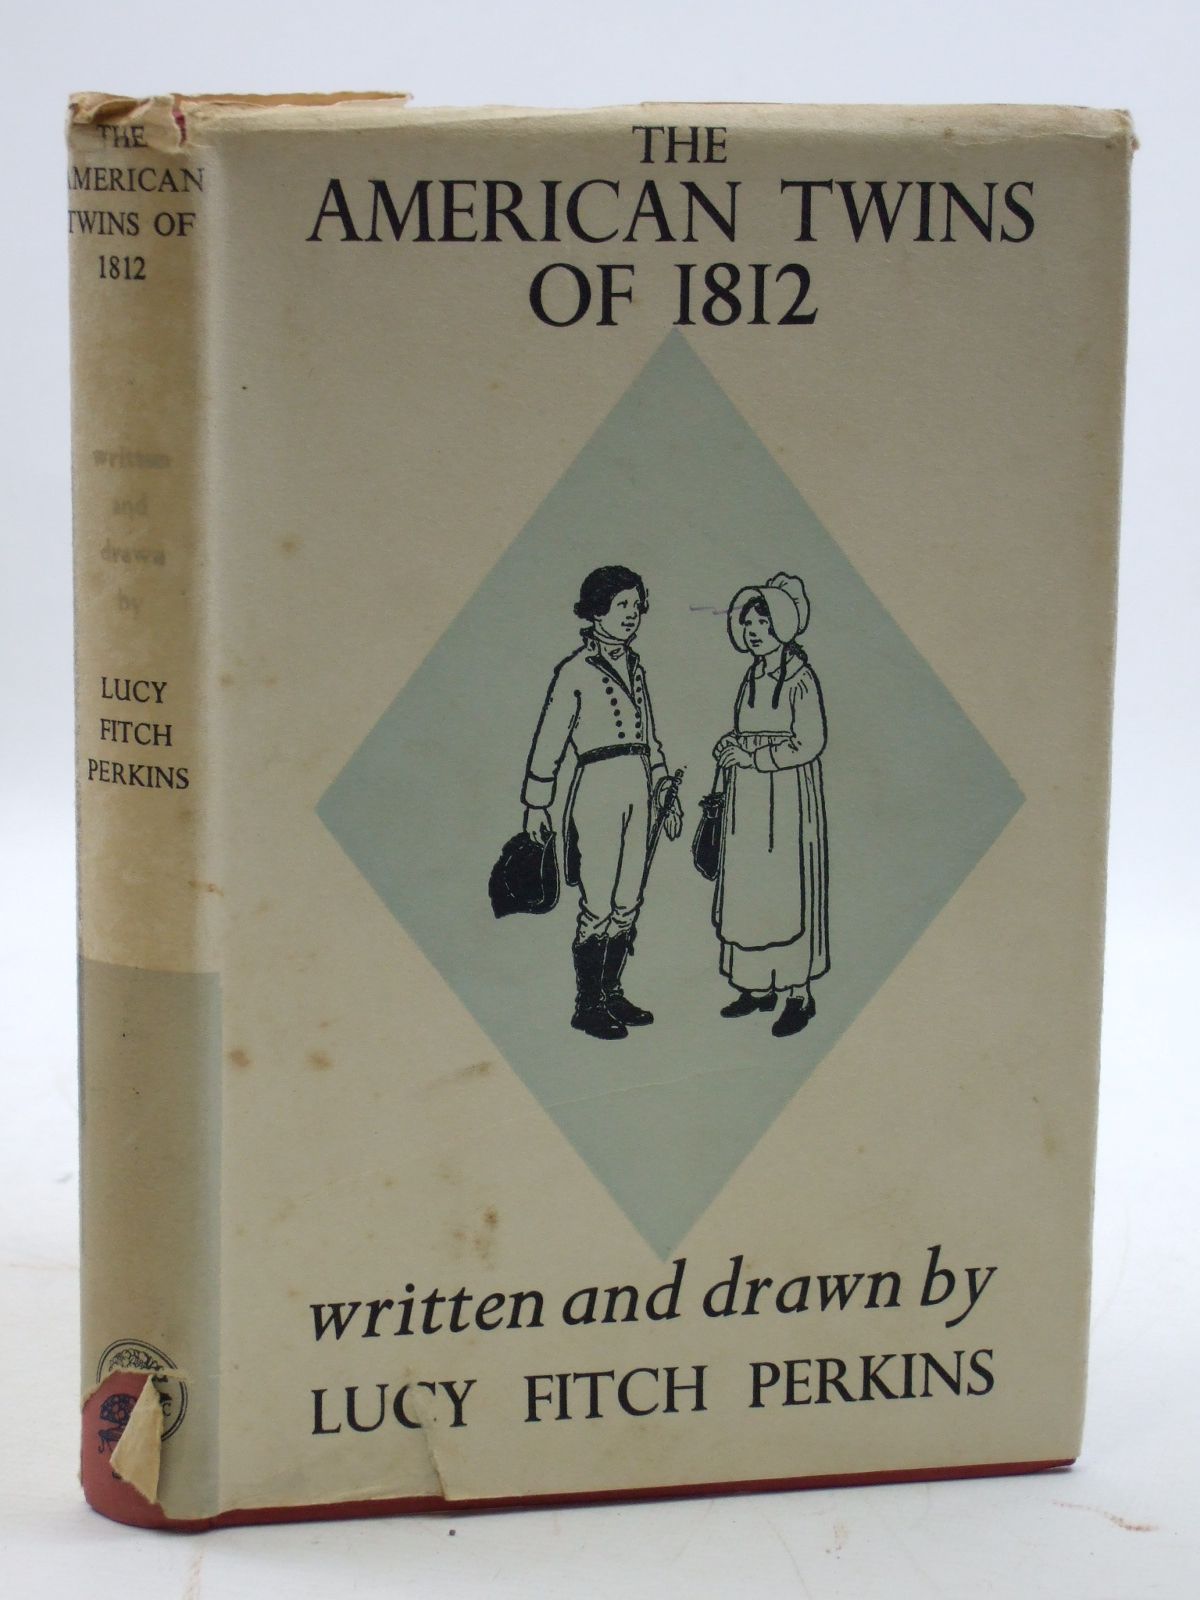 THE
AMERICAN
TWINS OF
1812
written
and
drawn
by
LUCY
FITCH
PERKINS
THE
AMERICAN TWINS
OF 1812
written and drawn by
LUCY FITCH PERKINS